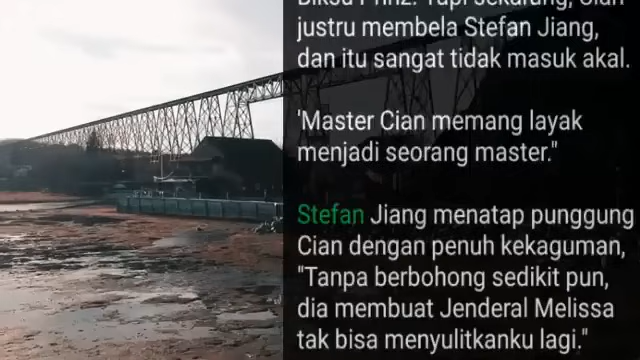 justru membela Stefan Jiang,
dan itu sangat tidak masuk akal.
'Master Cian memang layak
menjadi seorang master."
Stefan Jiang menatap punggung
Cian dengan penuh kekaguman,
"Tanpa berbohong sedikit pun,
dia membuat Jenderal Melissa
tak bisa menyulitkanku lagi."